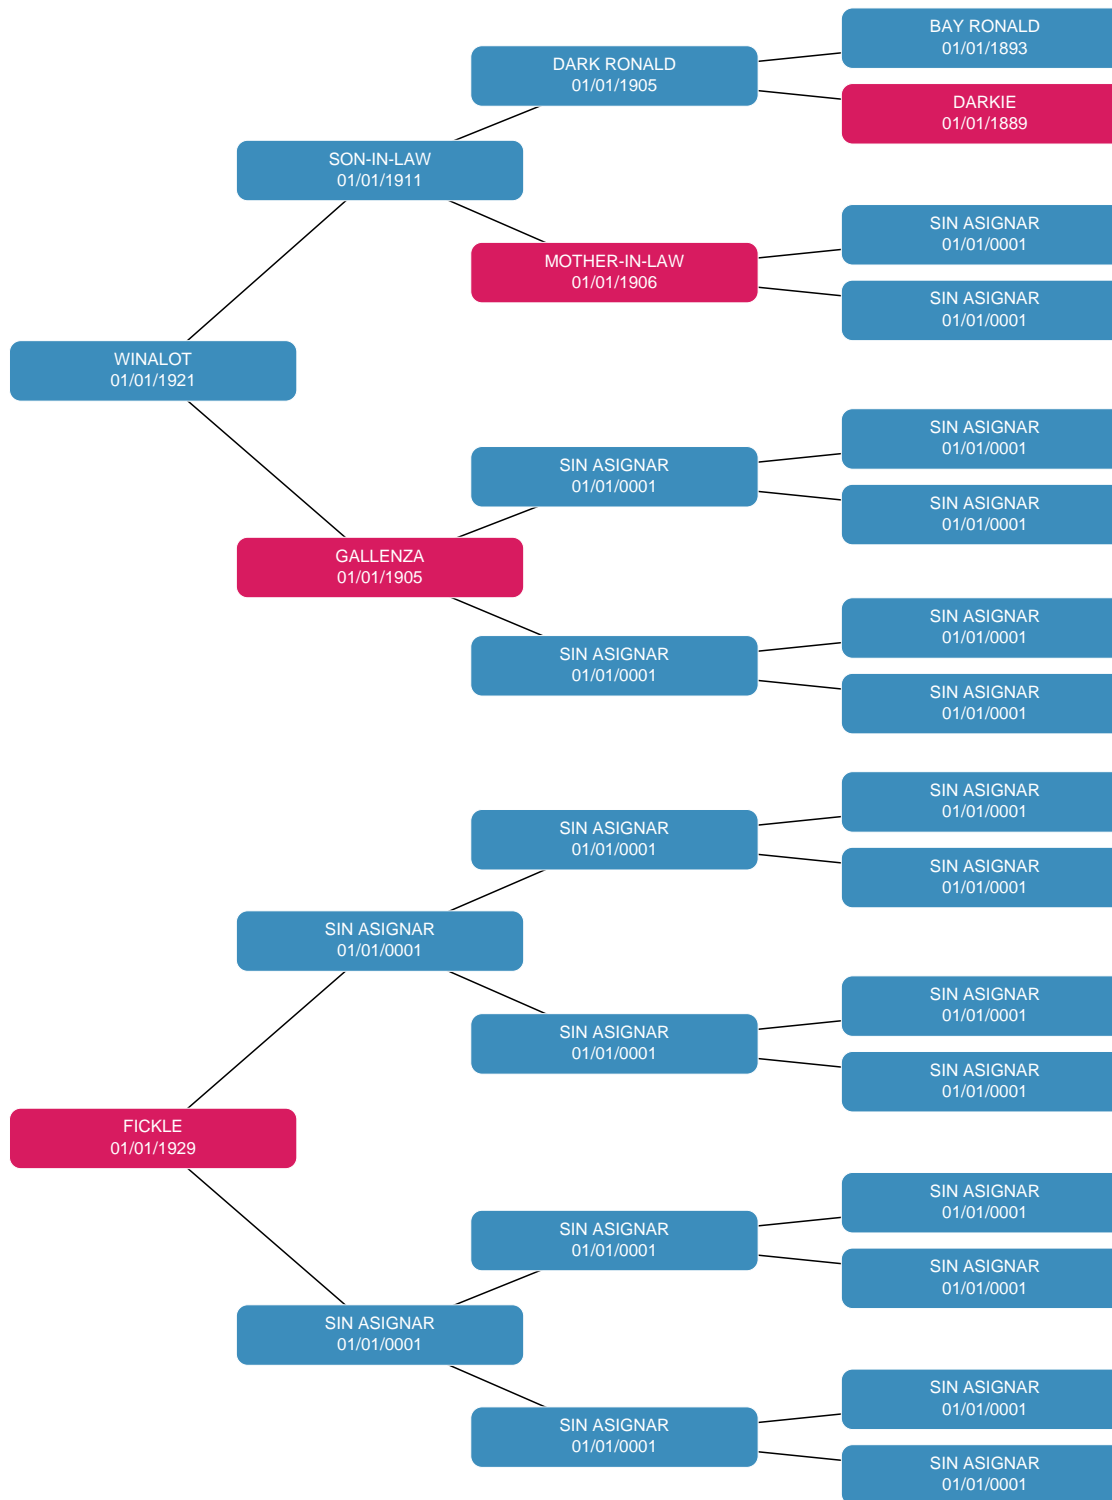 BAY RONALD
01/01/1893
DARK RONALD
01/01/1905
DARKIE
01/01/1889
SON-IN-LAW
01/01/1911
SIN ASIGNAR
01/01/0001
MOTHER-IN-LAW
01/01/1906
SIN ASIGNAR
01/01/0001
WINALOT
01/01/1921
SIN ASIGNAR
01/01/0001
SIN ASIGNAR
01/01/0001
SIN ASIGNAR
01/01/0001
GALLENZA
01/01/1905
SIN ASIGNAR
01/01/0001
SIN ASIGNAR
01/01/0001
SIN ASIGNAR
01/01/0001
SIN ASIGNAR
01/01/0001
SIN ASIGNAR
01/01/0001
SIN ASIGNAR
01/01/0001
SIN ASIGNAR
01/01/0001
SIN ASIGNAR
01/01/0001
SIN ASIGNAR
01/01/0001
SIN ASIGNAR
01/01/0001
FICKLE
01/01/1929
SIN ASIGNAR
01/01/0001
SIN ASIGNAR
01/01/0001
SIN ASIGNAR
01/01/0001
SIN ASIGNAR
01/01/0001
SIN ASIGNAR
01/01/0001
SIN ASIGNAR
01/01/0001
SIN ASIGNAR
01/01/0001